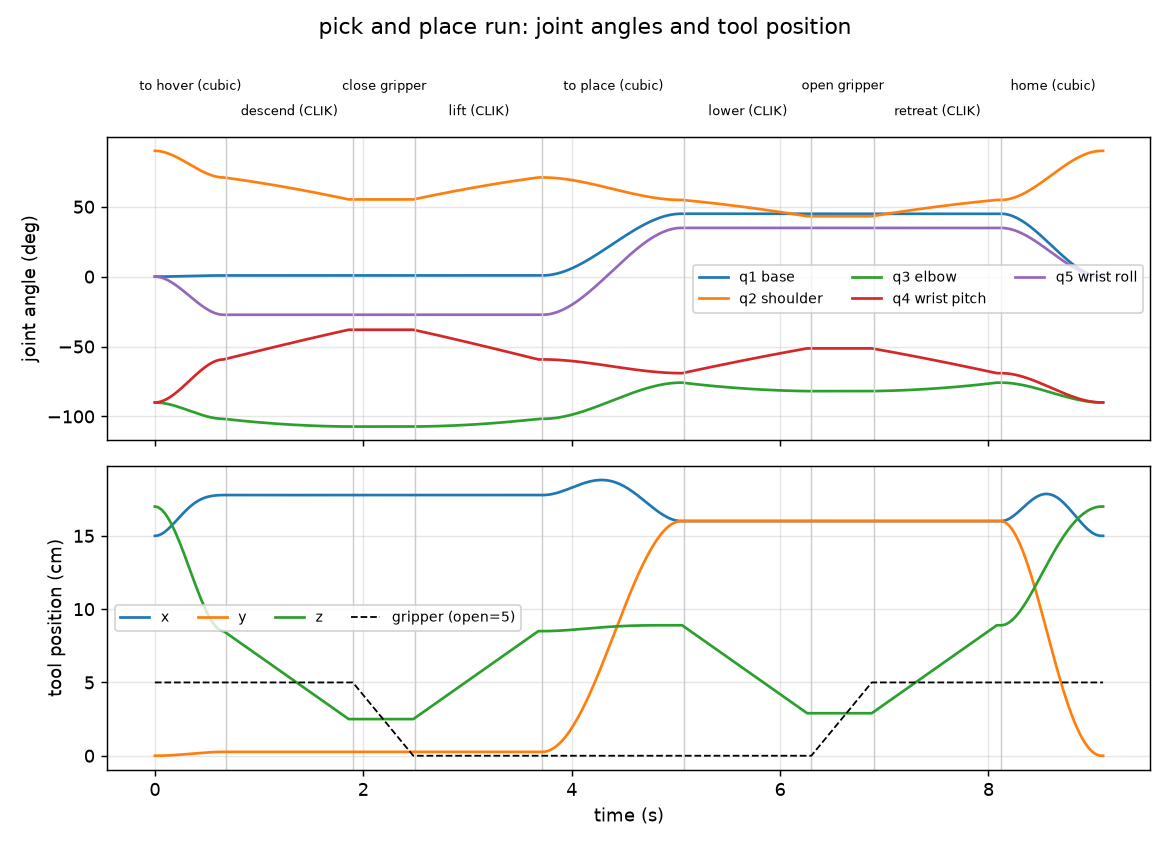 pick and place run: joint angles and tool position
to hover (cubic) close gripper to place (cubic) open gripper home (cubic)
descend (CLIK) lift (CLIK) lower (CLIK) retreat (CLIK)
joint angle (deg)
50
0
−50
−100
q1 base q3 elbow q5 wrist roll
q2 shoulder q4 wrist pitch
tool position (cm)
15
10
5
0
x y z gripper (open=5)
0 2 4 6 8
time (s)